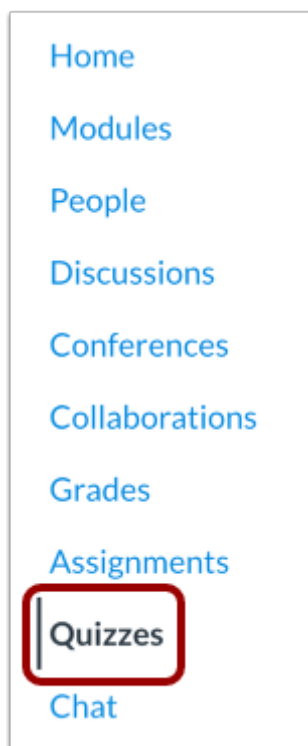 Home
Modules
People
Discussions
Conferences
Collaborations
Grades
Assignments
Quizzes
Chat